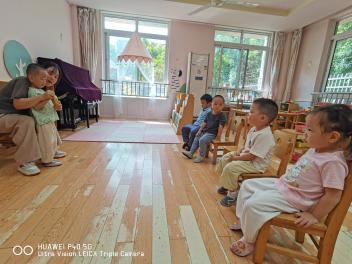 HUAWEI P40 5G
Ultra Vision LEICA Triple Camera